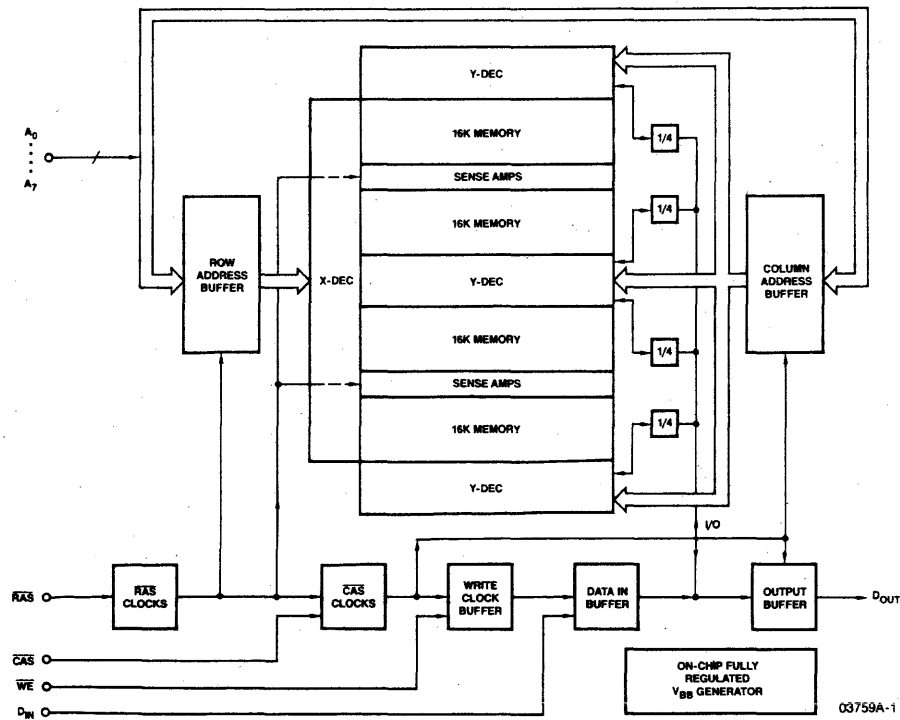 Y-DEC
A0
A7
16K MEMORY
1/4
SENSE AMPS
16K MEMORY
1/4
ROW
ADDRESS
BUFFER
X-DEC
Y-DEC
COLUMN
ADDRESS
BUFFER
16K MEMORY
1/4
SENSE AMPS
16K MEMORY
1/4
Y-DEC
I/O
RAS
RAS
CLOCKS
CAS
CLOCKS
WRITE
CLOCK
BUFFER
DATA IN
BUFFER
OUTPUT
BUFFER
DOUT
CAS
WE
DIN
ON-CHIP FULLY
REGULATED
VBB GENERATOR
03759A-1